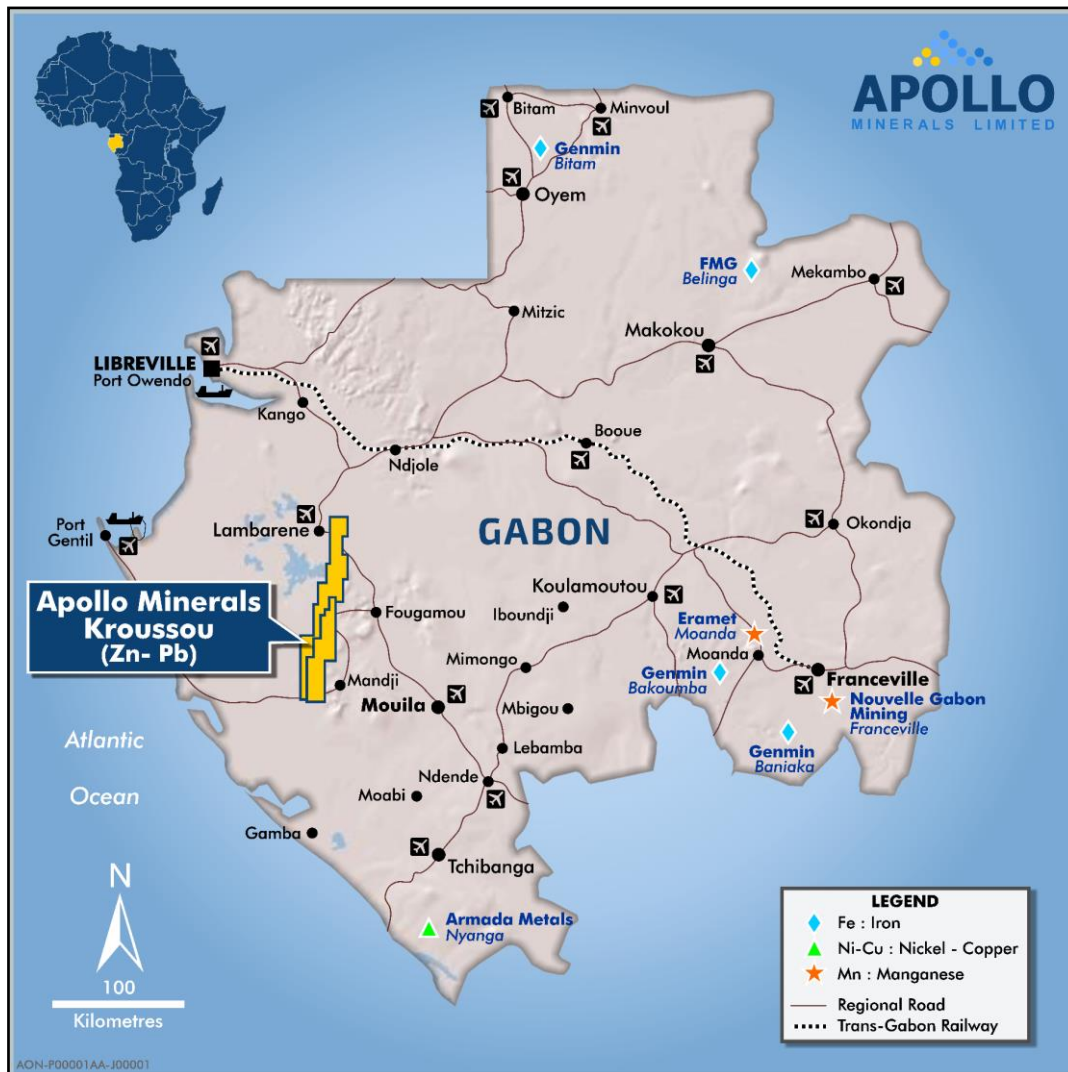 APOLLO
MINERALS LIMITED
Bitam
Minvoul
Genmin
Bitam
Oyem
FMG
Belinga
Mekambo
Mitzic
Makokou
LIBREVILLE
Port Owendo
Kango
Booue
Ndjole
Port
Gentil
Lambarene
GABON
Okondja
Koulamoutou
Apollo Minerals
Kroussou
(Zn- Pb)
Fougamou
Iboundji
Eramet
Moanda
Moanda
Mimongo
Genmin
Bakoumba
Franceville
Mandji
Mouila
Mbigou
Nouvelle Gabon
Mining
Franceville
Atlantic
Ocean
Lebamba
Genmin
Baniaka
Ndende
Moabi
Gamba
Tchibanga
N
Armada Metals
Nyanga
100
Kilometres
LEGEND
Fe : Iron
Ni-Cu : Nickel - Copper
Mn : Manganese
Regional Road
Trans-Gabon Railway
AON-P00001AA-J00001